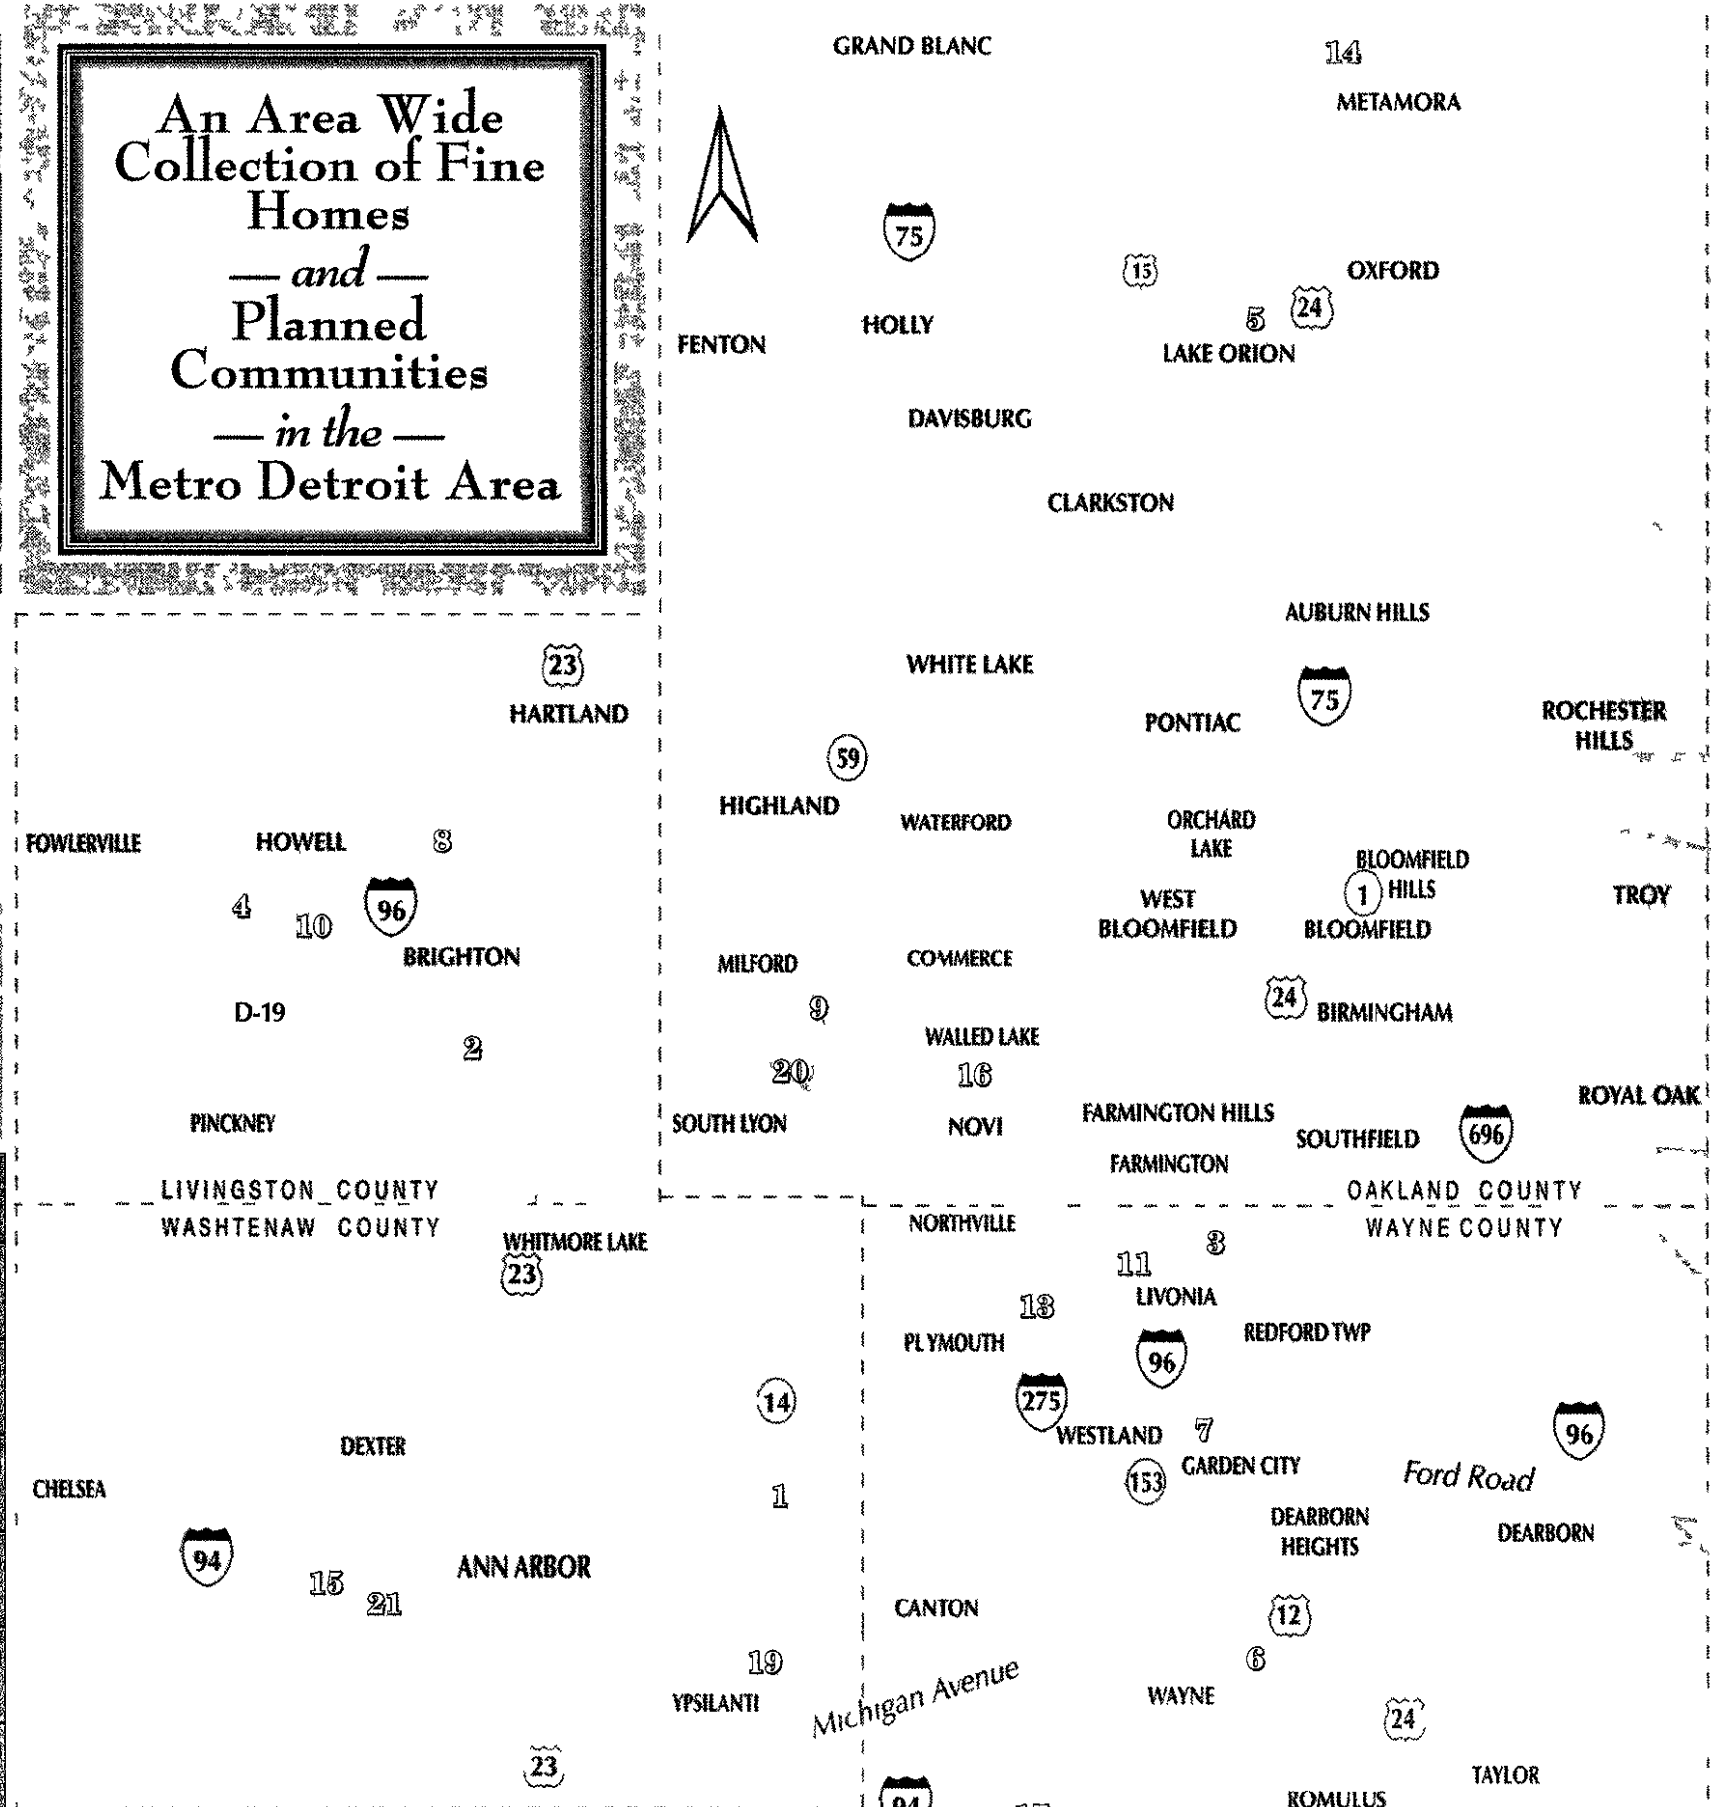 An Area Wide
Collection of Fine
Homes
— and —
Planned
Communities
— in the —
Metro Detroit Area
GRAND BLANC
14
METAMORA
75
15
OXFORD
5
24
HOLLY
FENTON
LAKE ORION
DAVISBURG
CLARKSTON
AUBURN HILLS
23
WHITE LAKE
75
HARTLAND
PONTIAC
ROCHESTER
HILLS
59
HIGHLAND
WATERFORD
ORCHARD
LAKE
FOWLERVILLE
HOWELL
8
BLOOMFIELD
HILLS
1
4
10
96
WEST
BLOOMFIELD
BLOOMFIELD
TROY
BRIGHTON
MILFORD
COMMERCE
24
BIRMINGHAM
D-19
9
2
WALLED LAKE
20
16
ROYAL OAK
PINCKNEY
SOUTH LYON
NOVI
FARMINGTON HILLS
SOUTHFIELD
696
FARMINGTON
LIVINGSTON COUNTY
OAKLAND COUNTY
WASHTENAW COUNTY
NORTHVILLE
WAYNE COUNTY
WHITMORE LAKE
23
3
11
LIVONIA
13
PLYMOUTH
REDFORD TWP
96
275
14
WESTLAND
7
96
DEXTER
GARDEN CITY
153
Ford Road
CHELSEA
1
DEARBORN
HEIGHTS
DEARBORN
94
ANN ARBOR
15
21
CANTON
12
19
6
YPSILANTI
Michigan Avenue
WAYNE
24
23
TAYLOR
94
ROMULUS